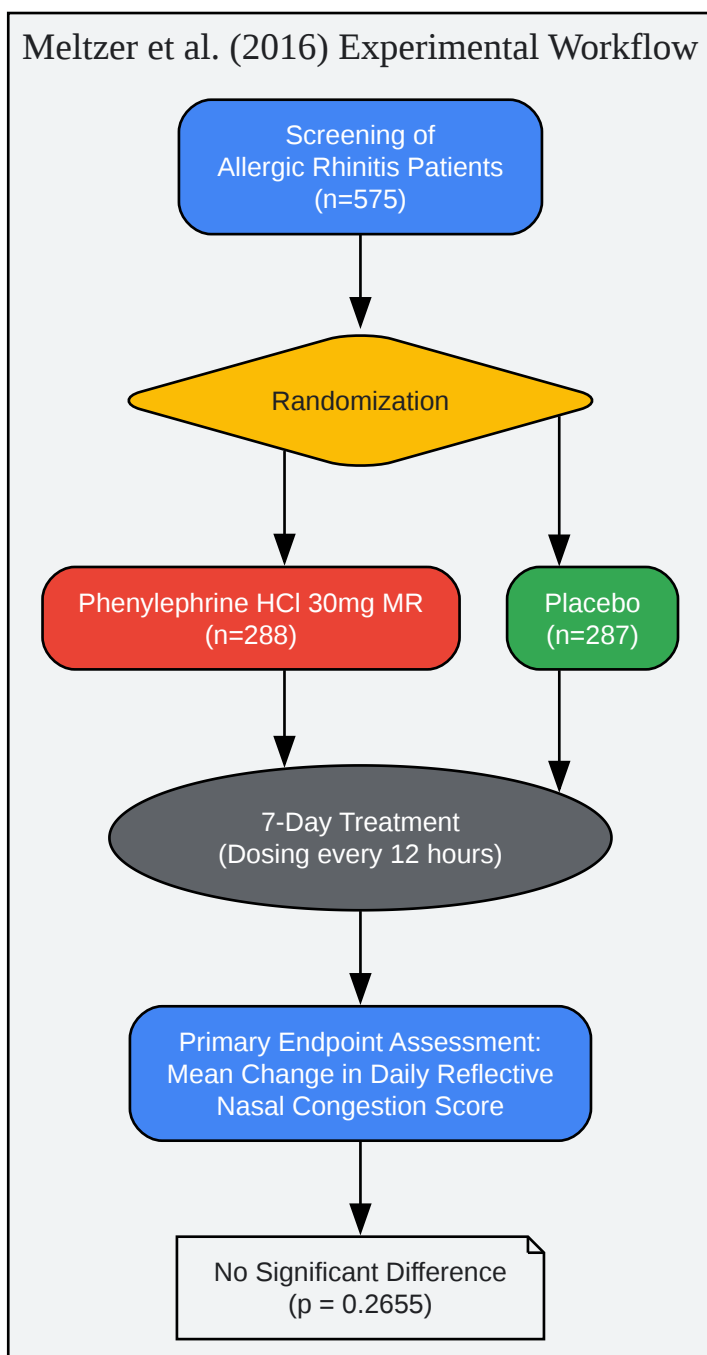 Meltzer et al. (2016) Experimental Workflow
Screening of
Allergic Rhinitis Patients
(n=575)
Randomization
Phenylephrine HCl 30mg MR
(n=288)
Placebo
(n=287)
7-Day Treatment
(Dosing every 12 hours)
Primary Endpoint Assessment:
Mean Change in Daily Reflective
Nasal Congestion Score
No Significant Difference
(p = 0.2655)